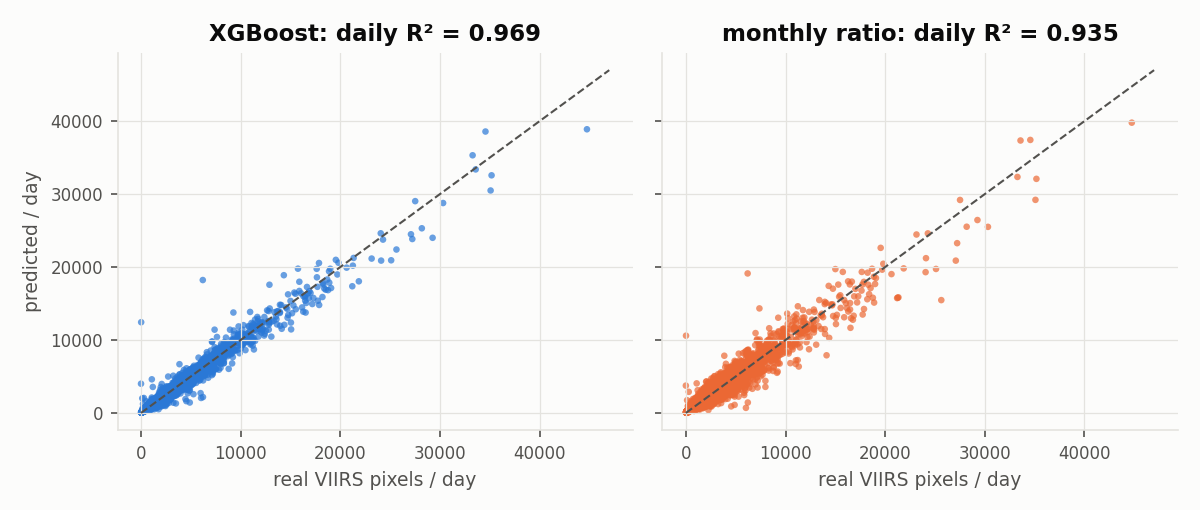 XGBoost: daily R² = 0.969
predicted / day
40000
30000
20000
10000
0
0 10000 20000 30000 40000
real VIIRS pixels / day
monthly ratio: daily R² = 0.935
0 10000 20000 30000 40000
real VIIRS pixels / day